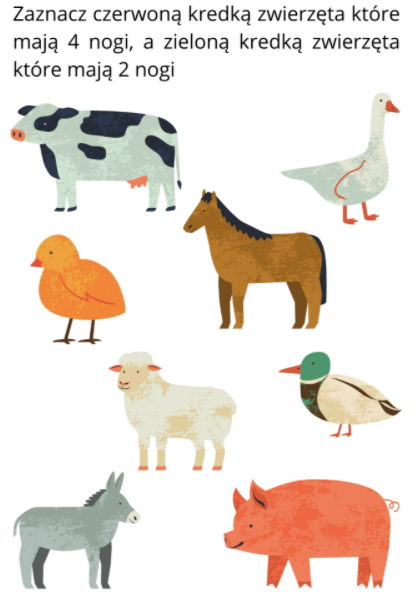 Zaznacz czerwoną kredką zwierzęta które
mają 4 nogi, a zieloną kredką zwierzęta
które mają 2 nogi